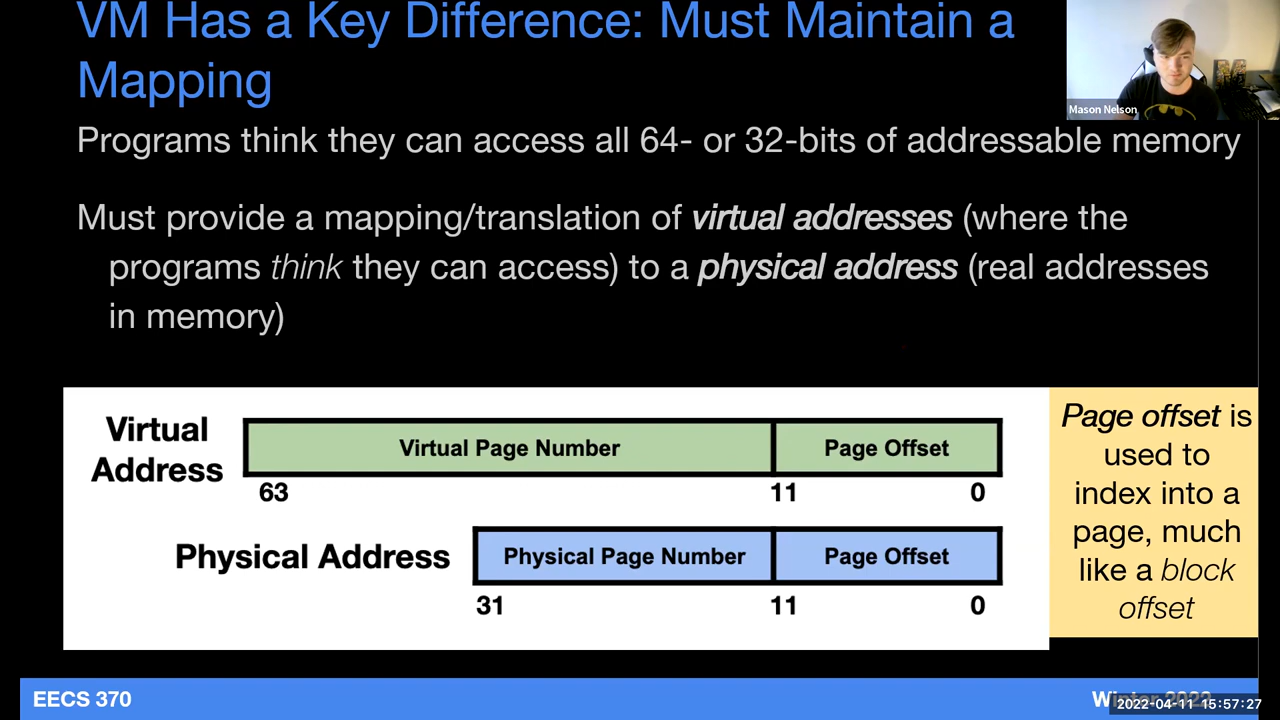 VM Has a Key Difference: Must Maintain a
Mapping
Mason Nelson
Programs think they can access all 64- or 32-bits of addressable memory
Must provide a mapping/translation of virtual addresses (where the
programs think they can access) to a physical address (real addresses
in memory)
Virtual
Address
Virtual Page Number
Page Offset
63
11
0
Physical Address
Physical Page Number
Page Offset
31
11
0
Page offset is
used to
index into a
page, much
like a block
offset
EECS 370
Winter 2022
2022-04-11 15:57:27